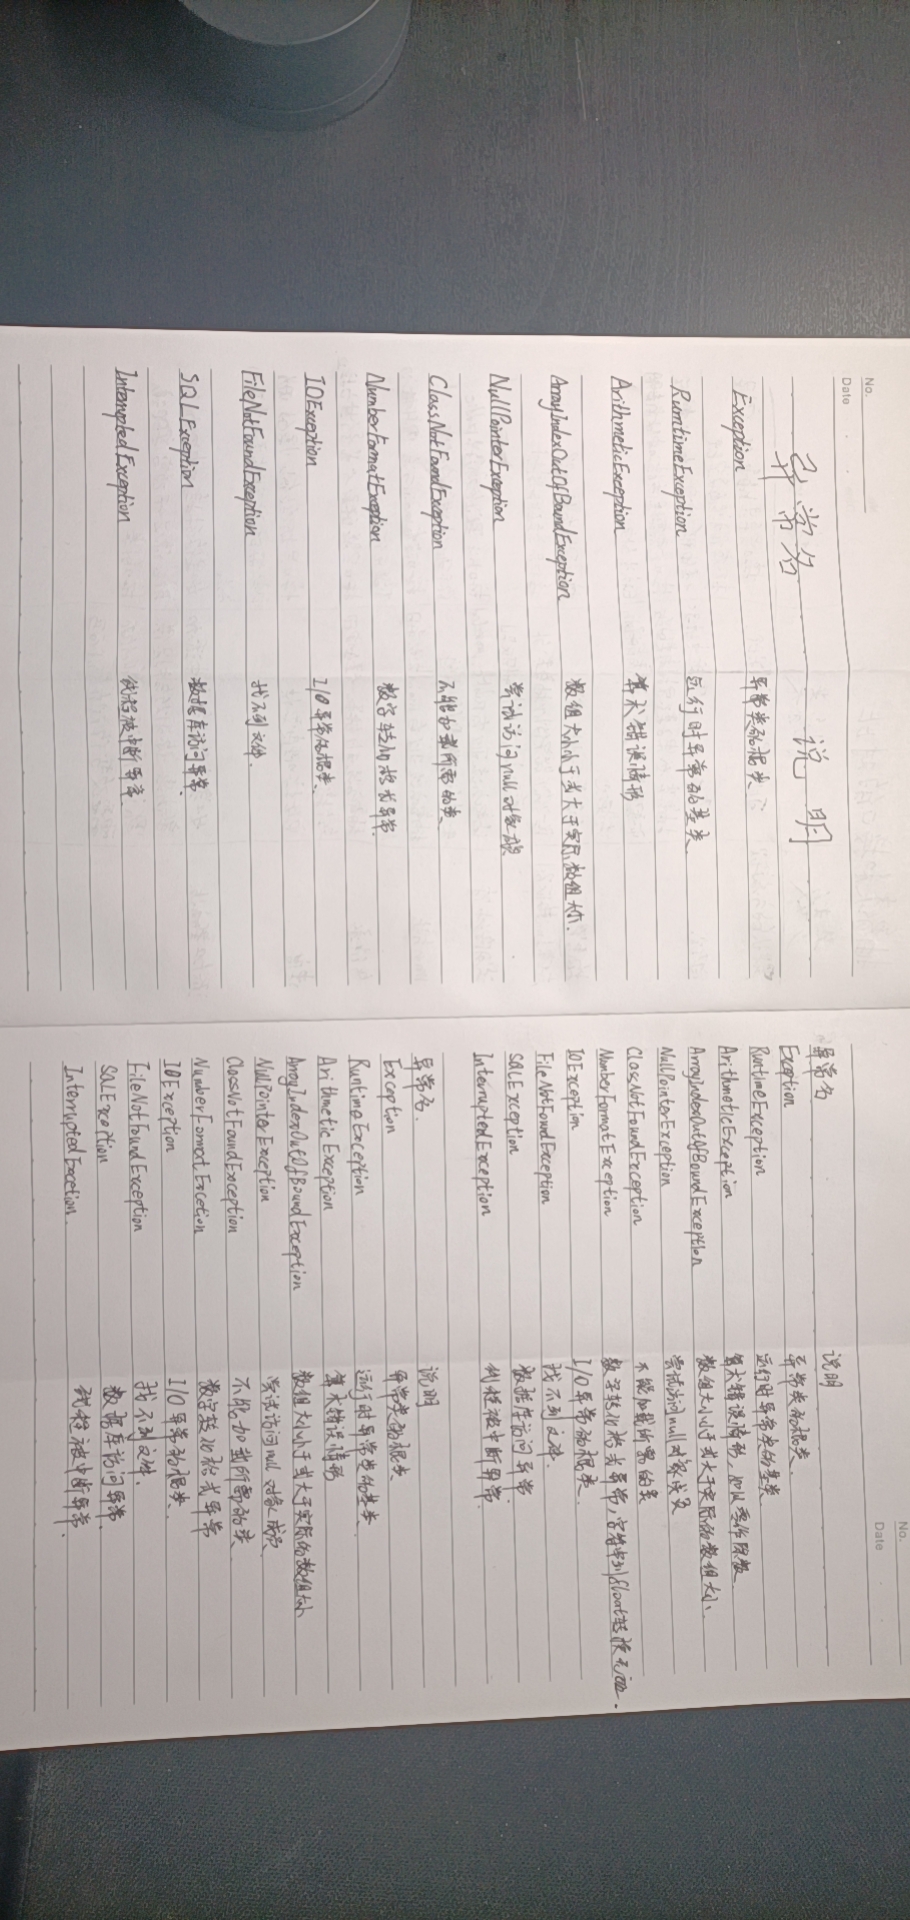 No.
Date
异常名 说明
Exception 异常类的根类
RumtimeException 运行时异常的基类
ArithmeticException 算术错误情形
ArrayIndexOutOfBoundException 数组大小小于或大于实际数组大小.
NullPointerException 尝试访问null对象成员
ClassNotFoundException 不能加载所需的类
NumberFormatException 数字转化格式异常.
IOException I/O异常的根类.
FileNotFoundException 找不到文件.
SQLException 数据库访问异常.
InterruptedException 线程被中断异常.
No.
Date
异常名 说明
Exception 异常类的根类.
RuntimeException 运行时异常类的基类
ArithmeticException 算术错误情形,如以零作除数
ArrayIndexOutOfBoundException 数组大小小于或大于实际的数组大小.
NullPointerException 尝试访问null对象成员
ClassNotFoundException 不能加载所需的类
NumberFormatException 数字转化格式异常,字符串到float转换无效.
IOException I/O异常的根类.
FileNotFoundException 找不到文件.
SQLException 数据库访问异常.
InterruptedException 线程被中断异常.
异常名. 说明
Exception 异常类的根类
RuntimeException 运行时异常类的基类
Arithmetic Exception 算术错误情形
ArrayIndexOutOfBoundException 数组大小小于或大于实际的数组大小
NullPointerException 尝试访问null对象成员
ClassNotFoundException 不能加载所需的类
NumberFormatExcetion 数字转化格式异常
IOException I/O异常的根类.
FileNotFoundException 找不到文件.
SQLException 数据库访问异常.
InterruptedExcetion. 线程被中断异常.